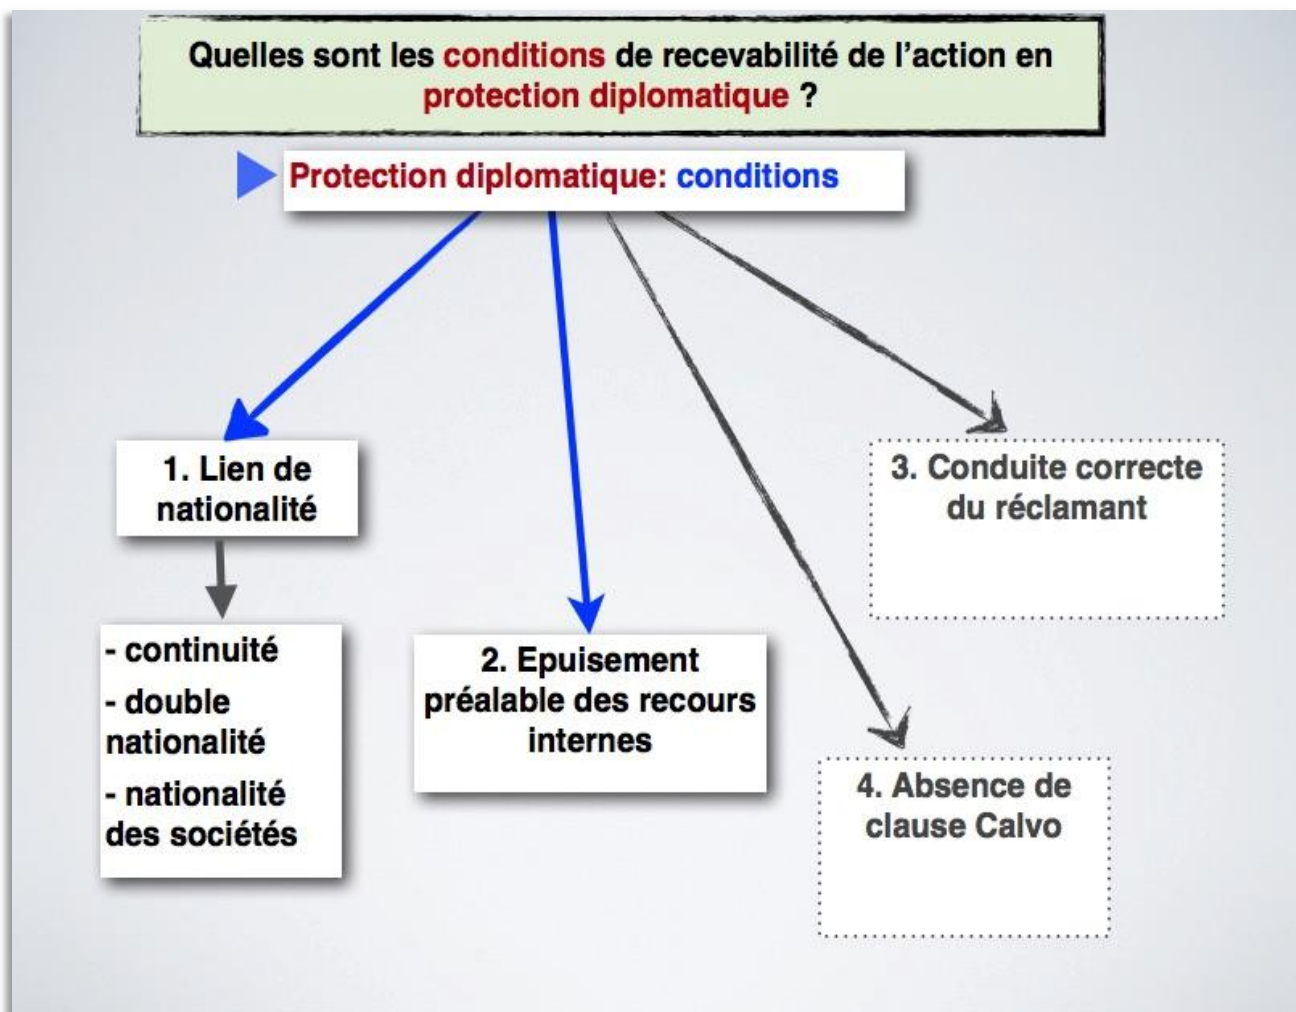 Quelles sont les conditions de recevabilité de l'action en
protection diplomatique ?
Protection diplomatique: conditions
1. Lien de
nationalité
- continuité
- double
nationalité
- nationalité
des sociétés
2. Epuisement
préalable des recours
internes
3. Conduite correcte
du réclamant
4. Absence de
clause Calvo